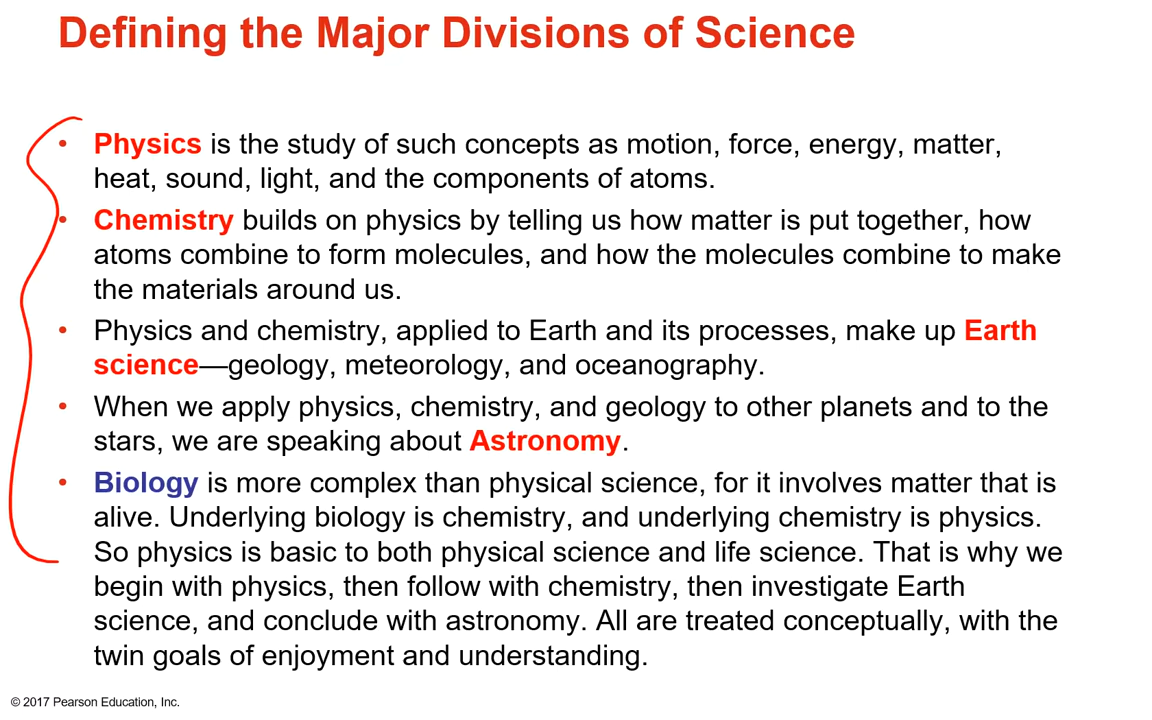 Defining the Major Divisions of Science
• Physics is the study of such concepts as motion, force, energy, matter,
heat, sound, light, and the components of atoms.
• Chemistry builds on physics by telling us how matter is put together, how
atoms combine to form molecules, and how the molecules combine to make
the materials around us.
• Physics and chemistry, applied to Earth and its processes, make up Earth
science—geology, meteorology, and oceanography.
• When we apply physics, chemistry, and geology to other planets and to the
stars, we are speaking about Astronomy.
• Biology is more complex than physical science, for it involves matter that is
alive. Underlying biology is chemistry, and underlying chemistry is physics.
So physics is basic to both physical science and life science. That is why we
begin with physics, then follow with chemistry, then investigate Earth
science, and conclude with astronomy. All are treated conceptually, with the
twin goals of enjoyment and understanding.
© 2017 Pearson Education, Inc.